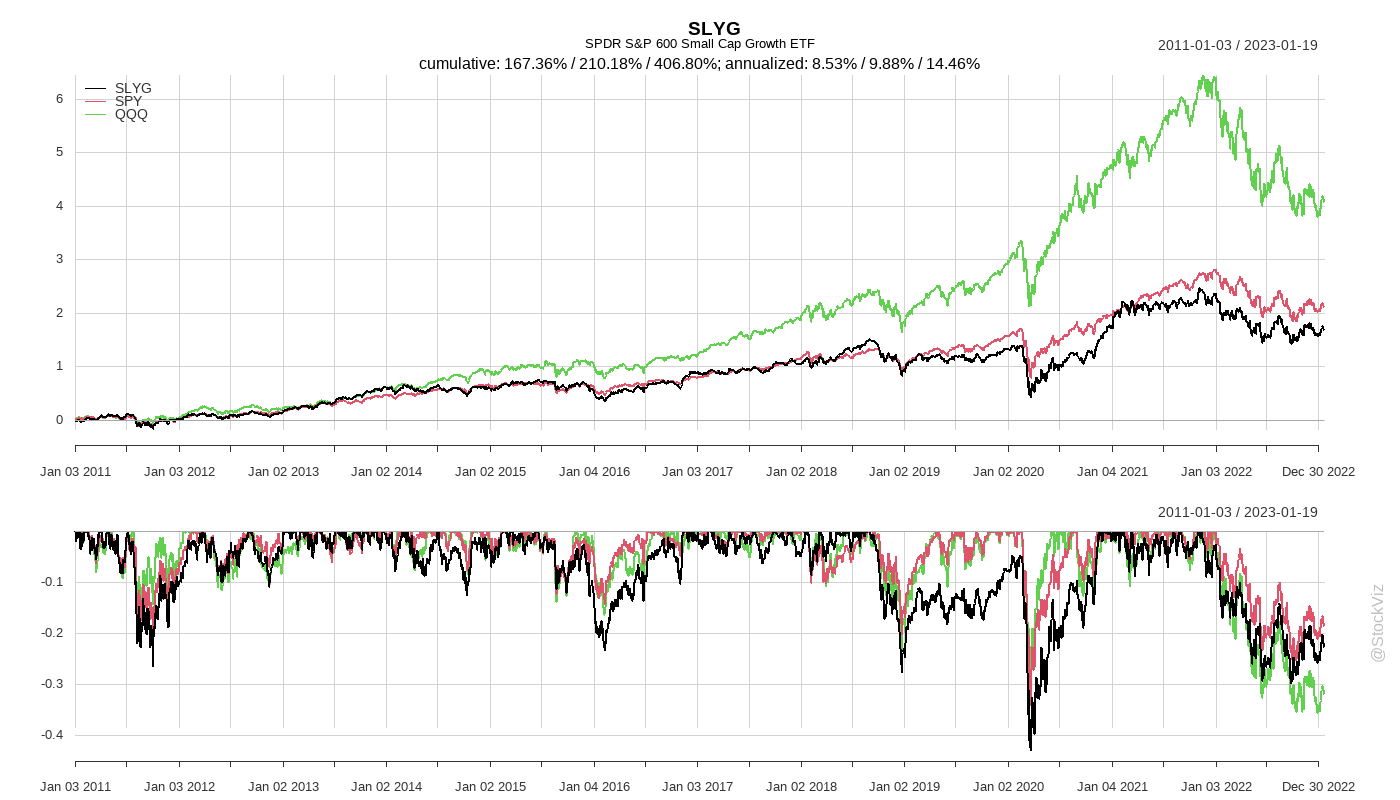 SLYG
SPDR S&P 600 Small Cap Growth ETF
2011-01-03 / 2023-01-19
cumulative: 167.36% / 210.18% / 406.80%; annualized: 8.53% / 9.88% / 14.46%
SLYG
SPY
QQQ
6
5
4
3
2
1
0
Jan 03 2011 Jan 03 2012 Jan 02 2013 Jan 02 2014 Jan 02 2015 Jan 04 2016 Jan 03 2017 Jan 02 2018 Jan 02 2019 Jan 02 2020 Jan 04 2021 Jan 03 2022 Dec 30 2022
2011-01-03 / 2023-01-19
-0.1
-0.2
-0.3
-0.4
Jan 03 2011 Jan 03 2012 Jan 02 2013 Jan 02 2014 Jan 02 2015 Jan 04 2016 Jan 03 2017 Jan 02 2018 Jan 02 2019 Jan 02 2020 Jan 04 2021 Jan 03 2022 Dec 30 2022
@StockViz